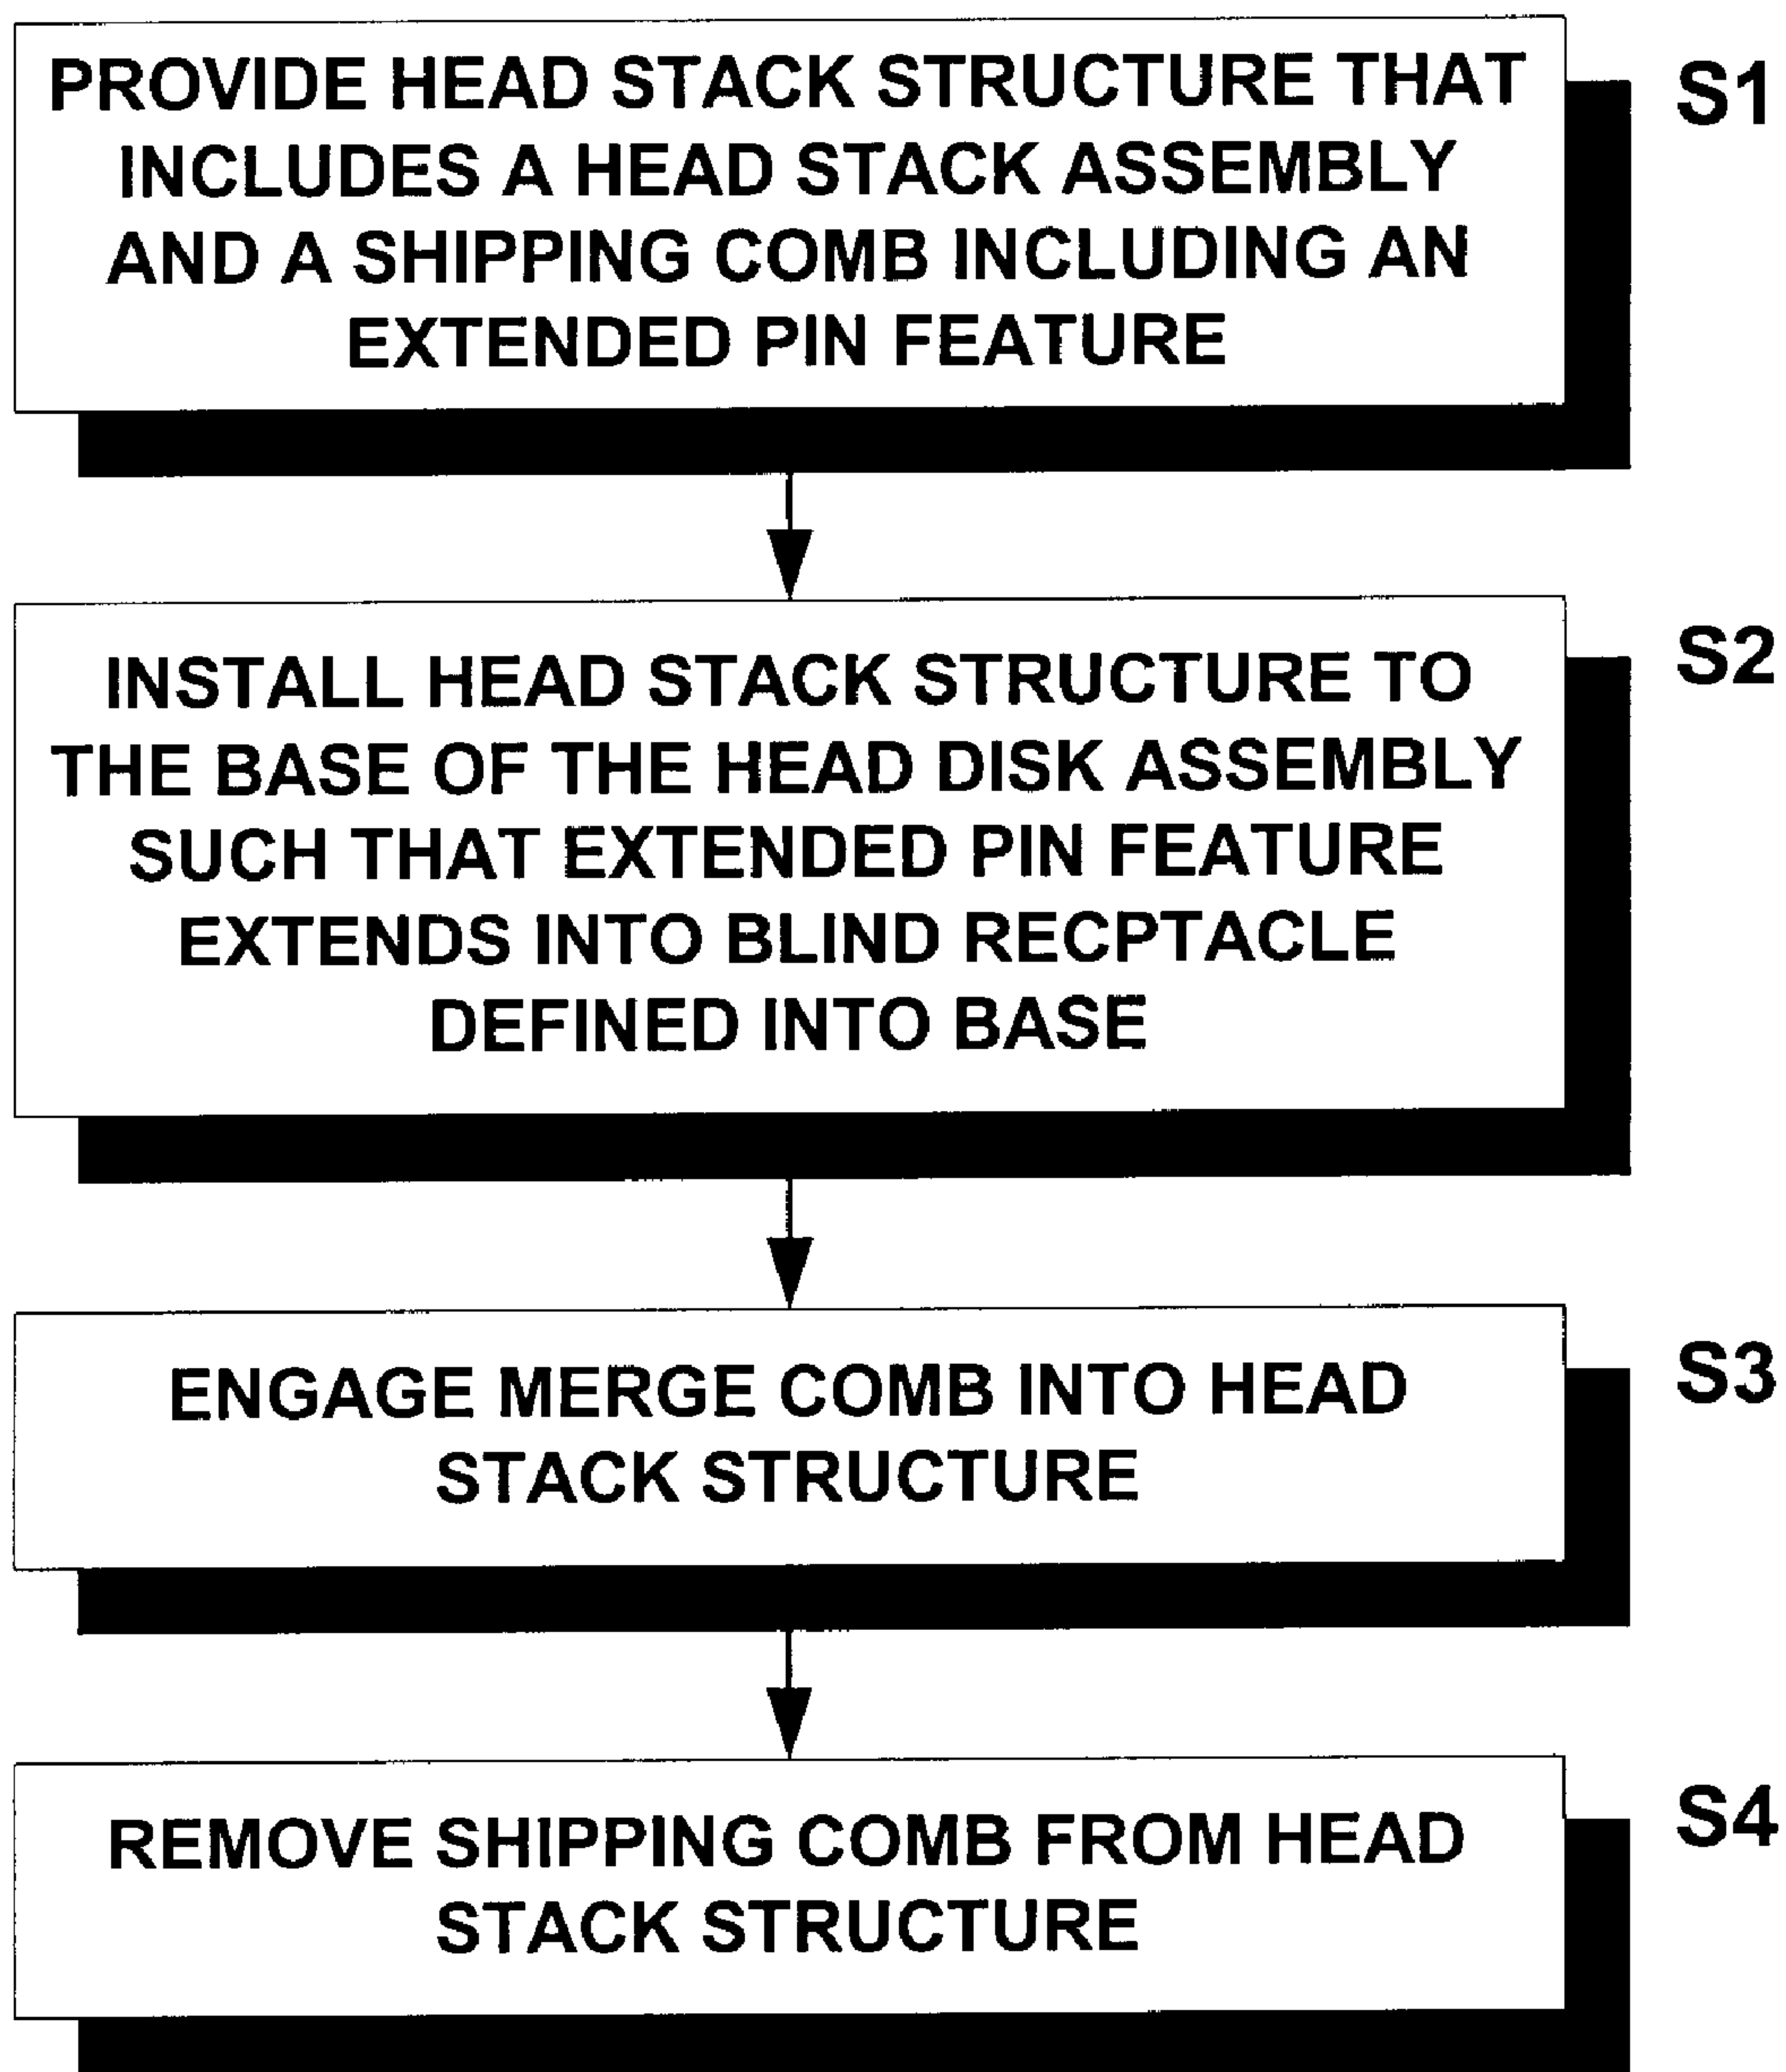 PROVIDE HEAD STACK STRUCTURE THAT
INCLUDES A HEAD STACK ASSEMBLY
AND A SHIPPING COMB INCLUDING AN
EXTENDED PIN FEATURE
S1
INSTALL HEAD STACK STRUCTURE TO
THE BASE OF THE HEAD DISK ASSEMBLY
SUCH THAT EXTENDED PIN FEATURE
EXTENDS INTO BLIND RECPTACLE
DEFINED INTO BASE
S2
ENGAGE MERGE COMB INTO HEAD
STACK STRUCTURE
S3
REMOVE SHIPPING COMB FROM HEAD
STACK STRUCTURE
S4